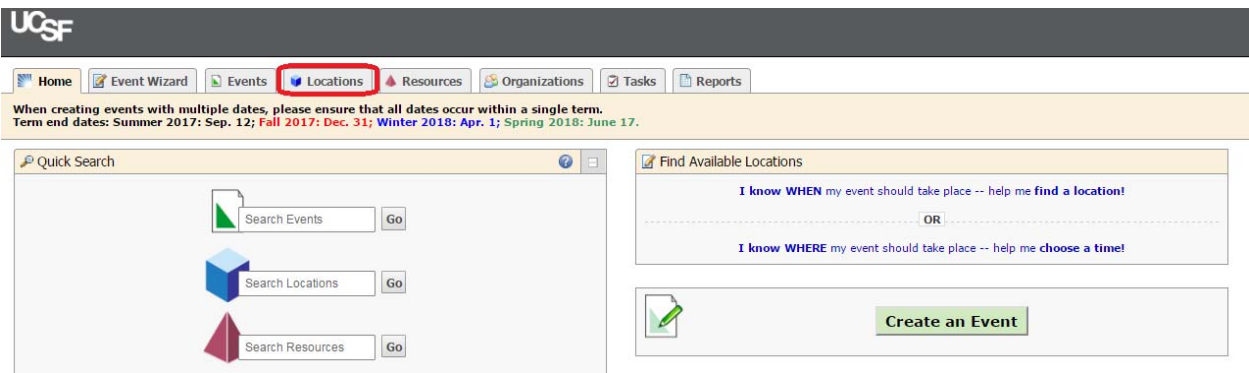 UCSF
Home Event Wizard Events Locations Resources Organizations Tasks Reports
When creating events with multiple dates, please ensure that all dates occur within a single term.
Term end dates: Summer 2017: Sep. 12; Fall 2017: Dec. 31; Winter 2018: Apr. 1; Spring 2018: June 17.
Quick Search
Search Events Go
Search Locations Go
Search Resources Go
Find Available Locations
I know WHEN my event should take place -- help me find a location!
OR
I know WHERE my event should take place -- help me choose a time!
Create an Event